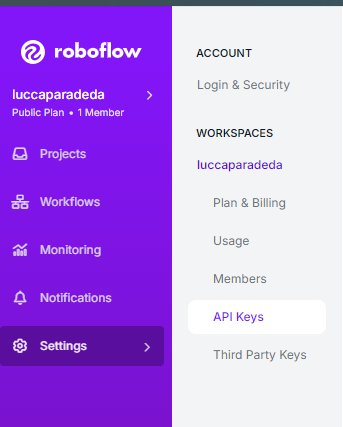 roboflow
luccaparadeda
Public Plan • 1 Member
Projects
Workflows
Monitoring
Notifications
Settings
ACCOUNT
Login & Security
WORKSPACES
luccaparadeda
Plan & Billing
Usage
Members
API Keys
Third Party Keys